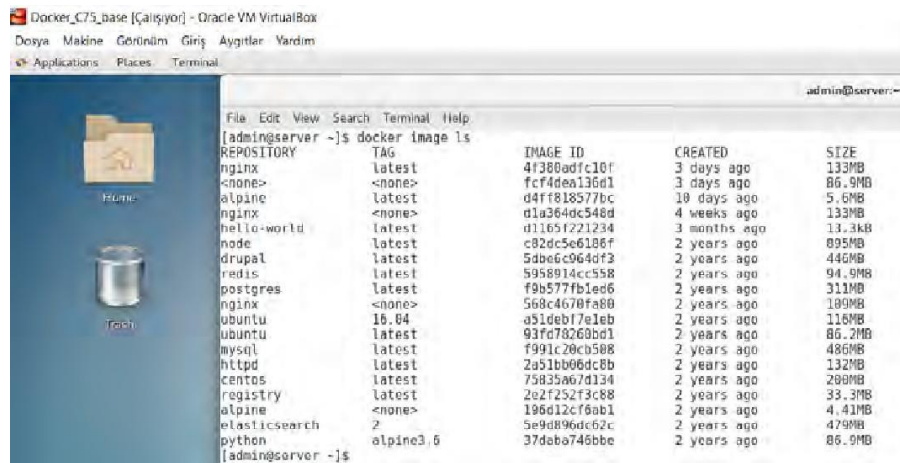 Docker_C75_base [Çalışıyor] - Oracle VM VirtualBox
Dosya Makine Görünüm Giriş Aygıtlar Yardım
Applications Places Terminal
admin@server:~
File Edit View Search Terminal Help
[admin@server ~]$ docker image ls
REPOSITORY TAG IMAGE ID CREATED SIZE
nginx latest 4f380adfc10f 3 days ago 133MB
<none> <none> fcf4dea136d1 3 days ago 86.9MB
alpine latest d4ff818577bc 10 days ago 5.6MB
nginx <none> d1a364dc548d 4 weeks ago 133MB
hello-world latest d1165f221234 3 months ago 13.3kB
node latest c82dc5e6186f 2 years ago 895MB
drupal latest 5dbe6c964df3 2 years ago 446MB
redis latest 5958914cc558 2 years ago 94.9MB
postgres latest f9b577fb1ed6 2 years ago 311MB
nginx <none> 568c4670fa80 2 years ago 109MB
ubuntu 16.04 a51debf7e1eb 2 years ago 116MB
ubuntu latest 93fd78260bd1 2 years ago 86.2MB
mysql latest f991c20cb508 2 years ago 486MB
httpd latest 2a51bb06dc8b 2 years ago 132MB
centos latest 75835a67d134 2 years ago 200MB
registry latest 2e2f252f3c88 2 years ago 33.3MB
alpine <none> 196d12cf6ab1 2 years ago 4.41MB
elasticsearch 2 5e9d896dc62c 2 years ago 479MB
python alpine3.6 37daba746bbe 2 years ago 86.9MB
[admin@server ~]$
Home
Trash